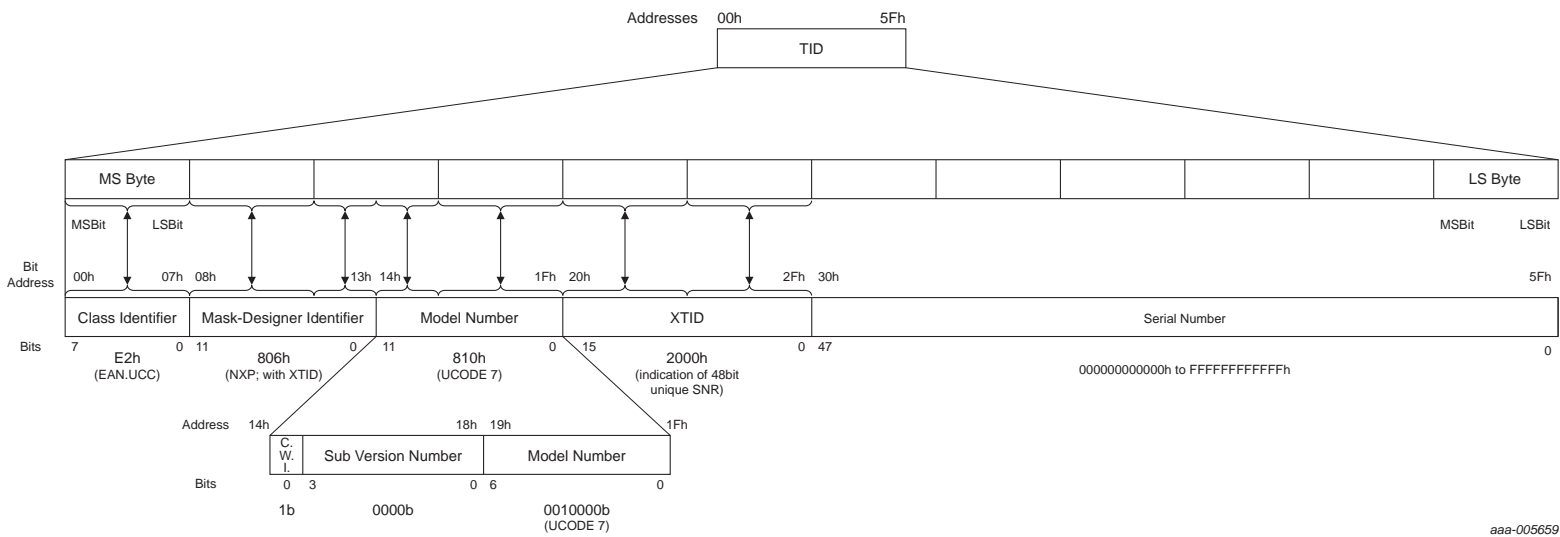 Addresses 00h 5Fh
TID
MS Byte LS Byte
MSBit LSBit MSBit LSBit
Bit
Address 00h 07h 08h 13h 14h 1Fh 20h 2Fh 30h 5Fh
Class Identifier Mask-Designer Identifier Model Number XTID Serial Number
Bits 7 0 11 0 11 0 15 0 47 0
E2h 806h 810h 2000h
(EAN.UCC) (NXP; with XTID) (UCODE 7) (indication of 48bit
unique SNR)
000000000000h to FFFFFFFFFFFFh
Address 14h 18h 19h 1Fh
C.
W.
I.
Sub Version Number Model Number
Bits 0 3 0 6 0
1b 0000b 0010000b
(UCODE 7)
aaa-005659